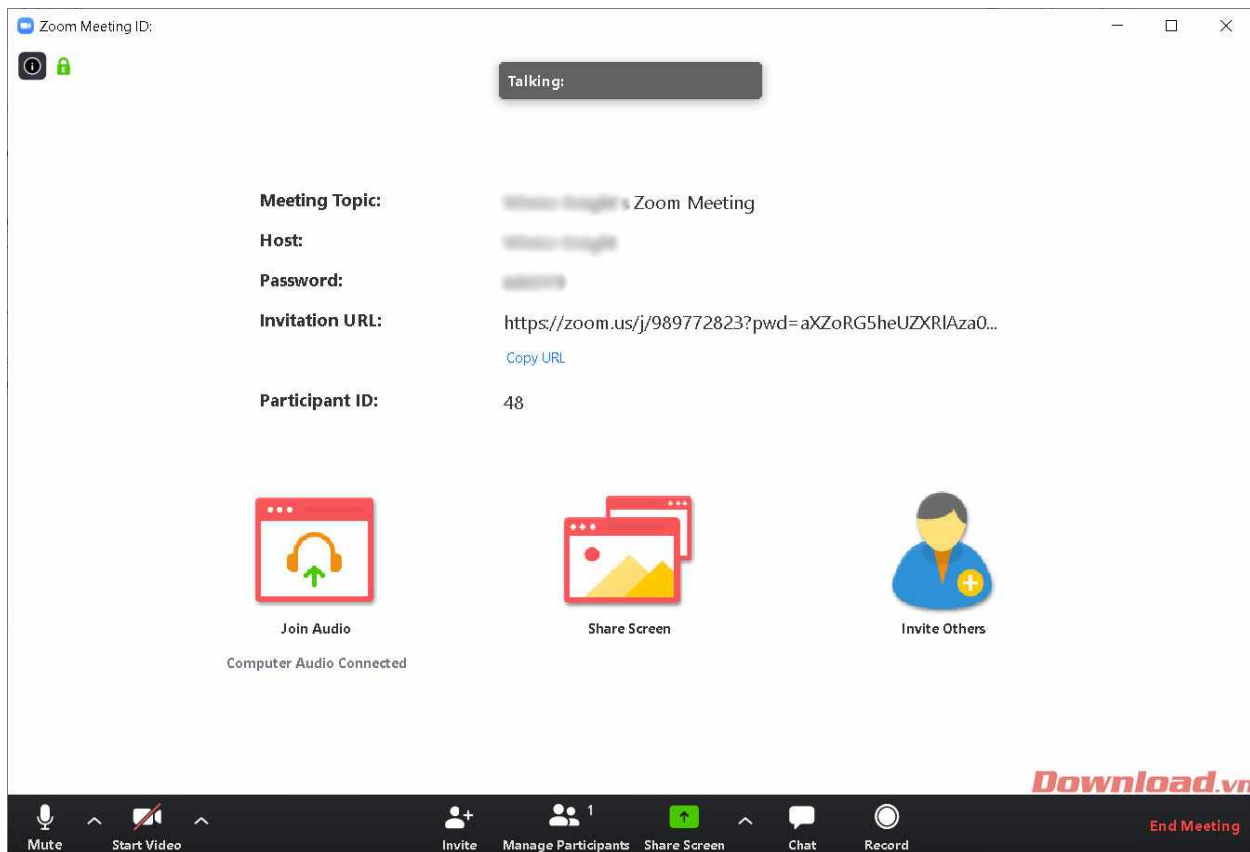 Zoom Meeting ID:
Talking:
Meeting Topic: s Zoom Meeting
Host:
Password:
Invitation URL: https://zoom.us/j/989772823?pwd=aXZoRG5heUZXRlAza0...
Copy URL
Participant ID: 48
Join Audio Share Screen Invite Others
Computer Audio Connected
Download.vn
1
Mute Start Video Invite Manage Participants Share Screen Chat Record End Meeting